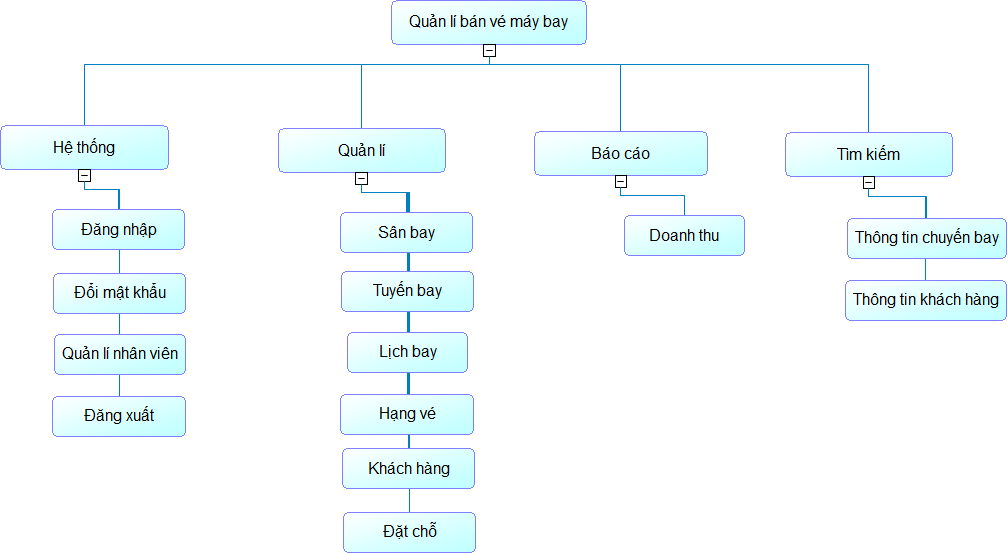 Quản lí bán vé máy bay
Hệ thống
Quản lí
Báo cáo
Tìm kiếm
Đăng nhập
Đổi mật khẩu
Quản lí nhân viên
Đăng xuất
Sân bay
Tuyến bay
Lịch bay
Hạng vé
Khách hàng
Đặt chỗ
Doanh thu
Thông tin chuyến bay
Thông tin khách hàng